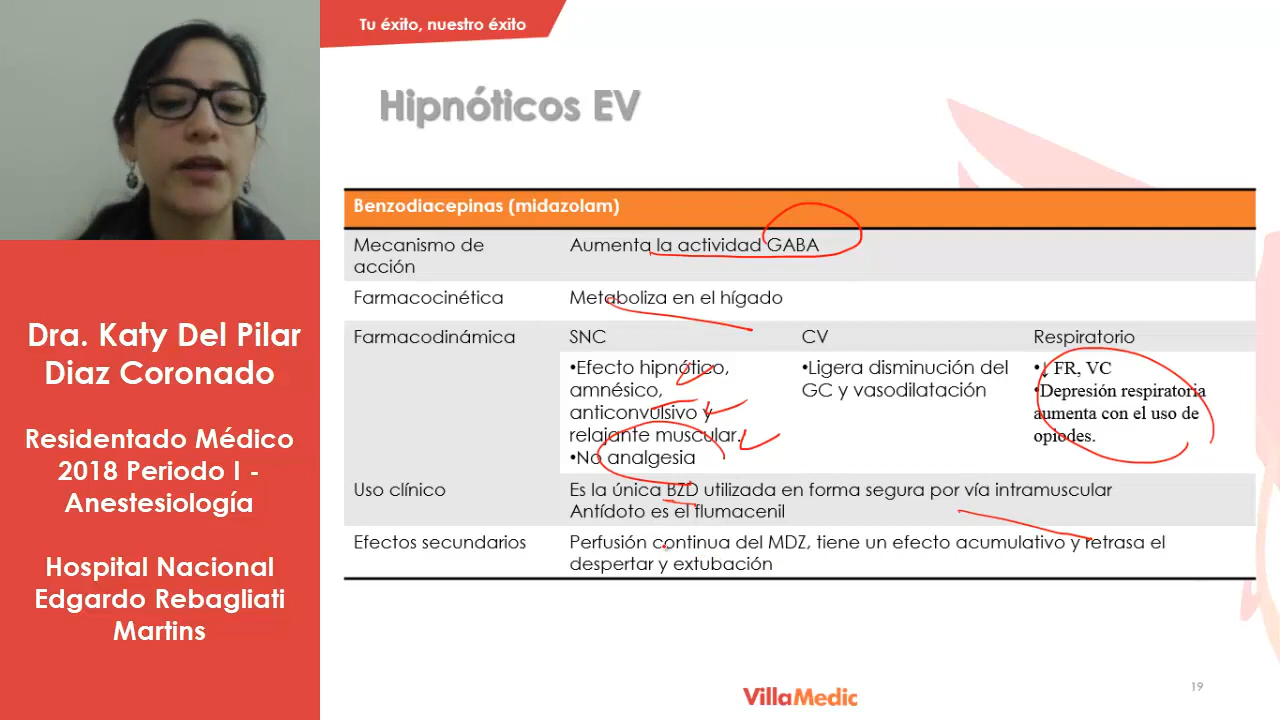 Tu éxito, nuestro éxito
Hipnóticos EV
Dra. Katy Del Pilar
Diaz Coronado
Residentado Médico
2018 Periodo I -
Anestesiología
Hospital Nacional
Edgardo Rebagliati
Martins
Benzodiacepinas (midazolam)
Mecanismo de
acción
Aumenta la actividad GABA
Farmacocinética
Metaboliza en el hígado
Farmacodinámica
SNC
CV
Respiratorio
•Efecto hipnótico,
amnésico,
anticonvulsivo y
relajante muscular.
•No analgesia
•Ligera disminución del
GC y vasodilatación
•↓ FR, VC
•Depresión respiratoria
aumenta con el uso de
opiodes.
Uso clínico
Es la única BZD utilizada en forma segura por vía intramuscular
Antídoto es el flumacenil
Efectos secundarios
Perfusión continua del MDZ, tiene un efecto acumulativo y retrasa el
despertar y extubación
VillaMedic
19